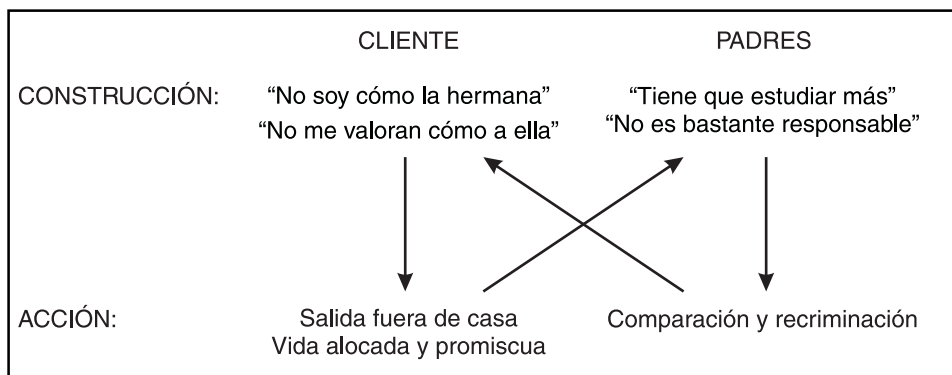 CLIENTE PADRES
CONSTRUCCIÓN: “No soy cómo la hermana” “Tiene que estudiar más”
“No me valoran cómo a ella” “No es bastante responsable”
ACCIÓN: Salida fuera de casa Comparación y recriminación
Vida alocada y promiscua